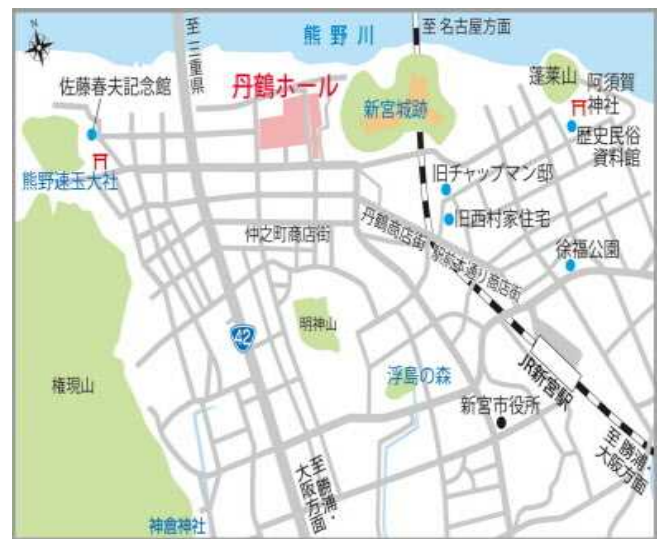 N
熊野川
至三重県
至名古屋方面
佐藤春夫記念館
丹鶴ホール
新宮城跡
蓬莱山
阿須賀
神社
歴史民俗
資料館
熊野速玉大社
旧チャップマン邸
旧西村家住宅
仲之町商店街
丹鶴商店街
駅前本通り商店街
徐福公園
明神山
42
権現山
浮島の森
新宮市役所
JR新宮駅
至 勝浦・
大阪方面
至 勝浦・
大阪方面
神倉神社